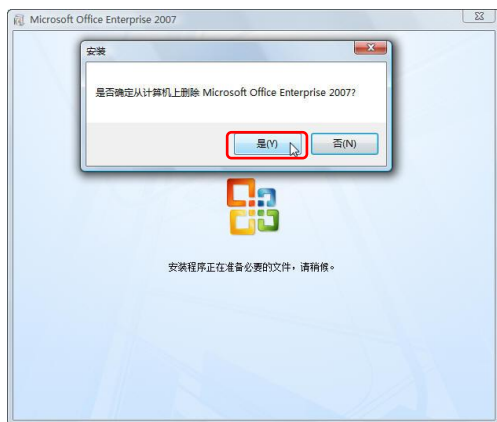 Microsoft Office Enterprise 2007
安装
是否确定从计算机上删除 Microsoft Office Enterprise 2007?
是(Y)
否(N)
安装程序正在准备必要的文件，请稍候。